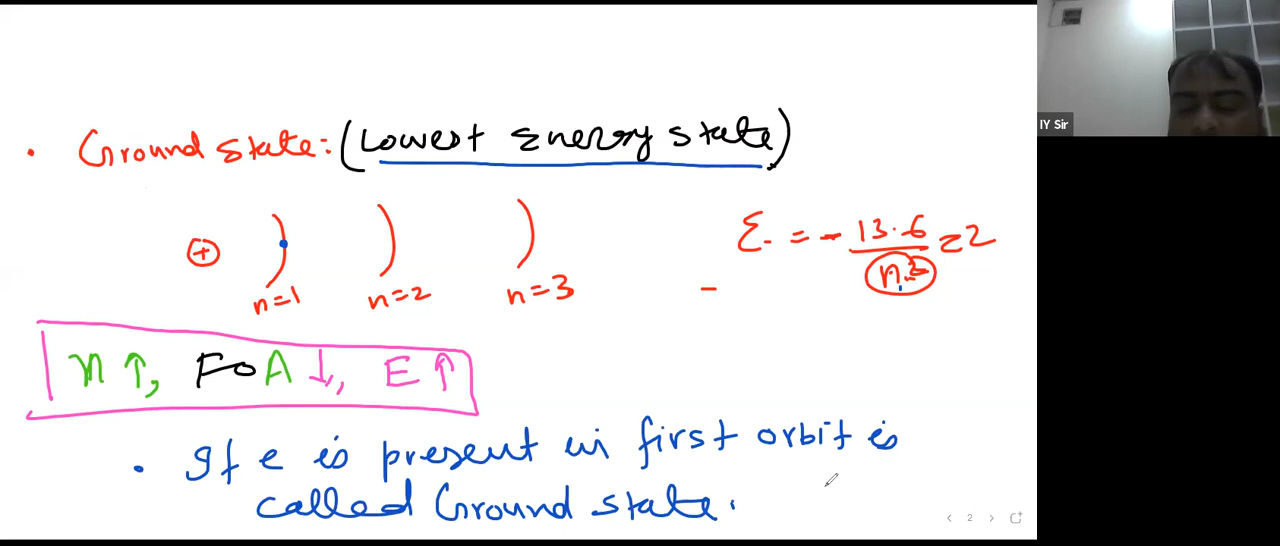 • Ground state: (Lowest Energy state)
+
n=1 n=2 n=3
E = - 13.6/n² z2
-
n ↑, FoA ↓, E ↑
• If e is present in first orbit is
called Ground state.
IY Sir
< 2 >